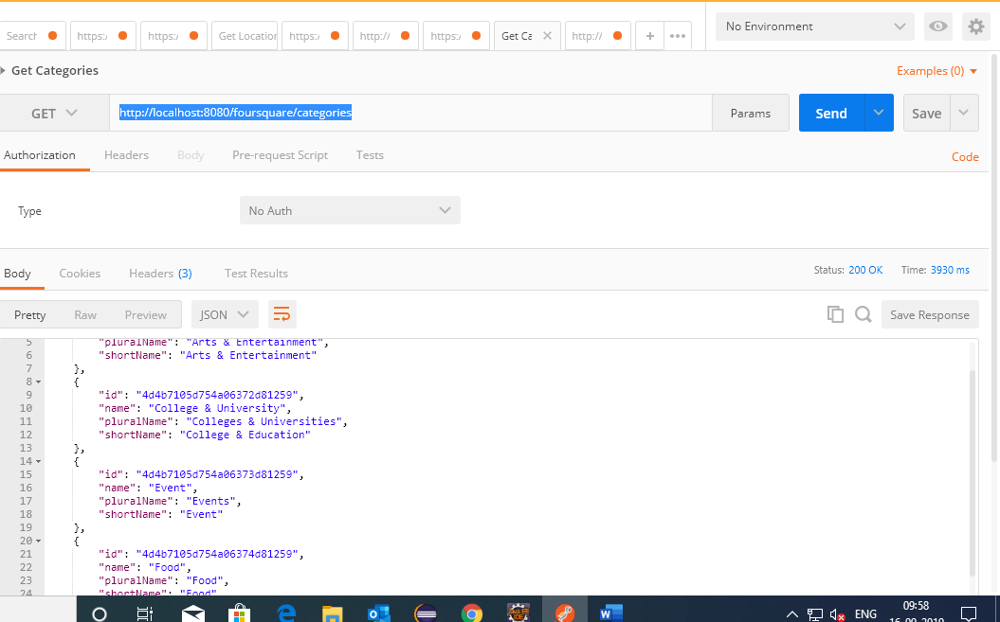 Search https:/ https:/ Get Location https:/ http:// https:/ Get Ca http:// + No Environment
Get Categories Examples (0)
GET http://localhost:8080/foursquare/categories Params Send Save
Authorization Headers Body Pre-request Script Tests Code
Type No Auth
Body Cookies Headers (3) Test Results Status: 200 OK Time: 3930 ms
Pretty Raw Preview JSON Save Response
5 "pluralName": "Arts & Entertainment",
6 "shortName": "Arts & Entertainment"
7 },
8 {
9 "id": "4d4b7105d754a06372d81259",
10 "name": "College & University",
11 "pluralName": "Colleges & Universities",
12 "shortName": "College & Education"
13 },
14 {
15 "id": "4d4b7105d754a06373d81259",
16 "name": "Event",
17 "pluralName": "Events",
18 "shortName": "Event"
19 },
20 {
21 "id": "4d4b7105d754a06374d81259",
22 "name": "Food",
23 "pluralName": "Food",
24 "shortName": "Food"
ENG 09:58